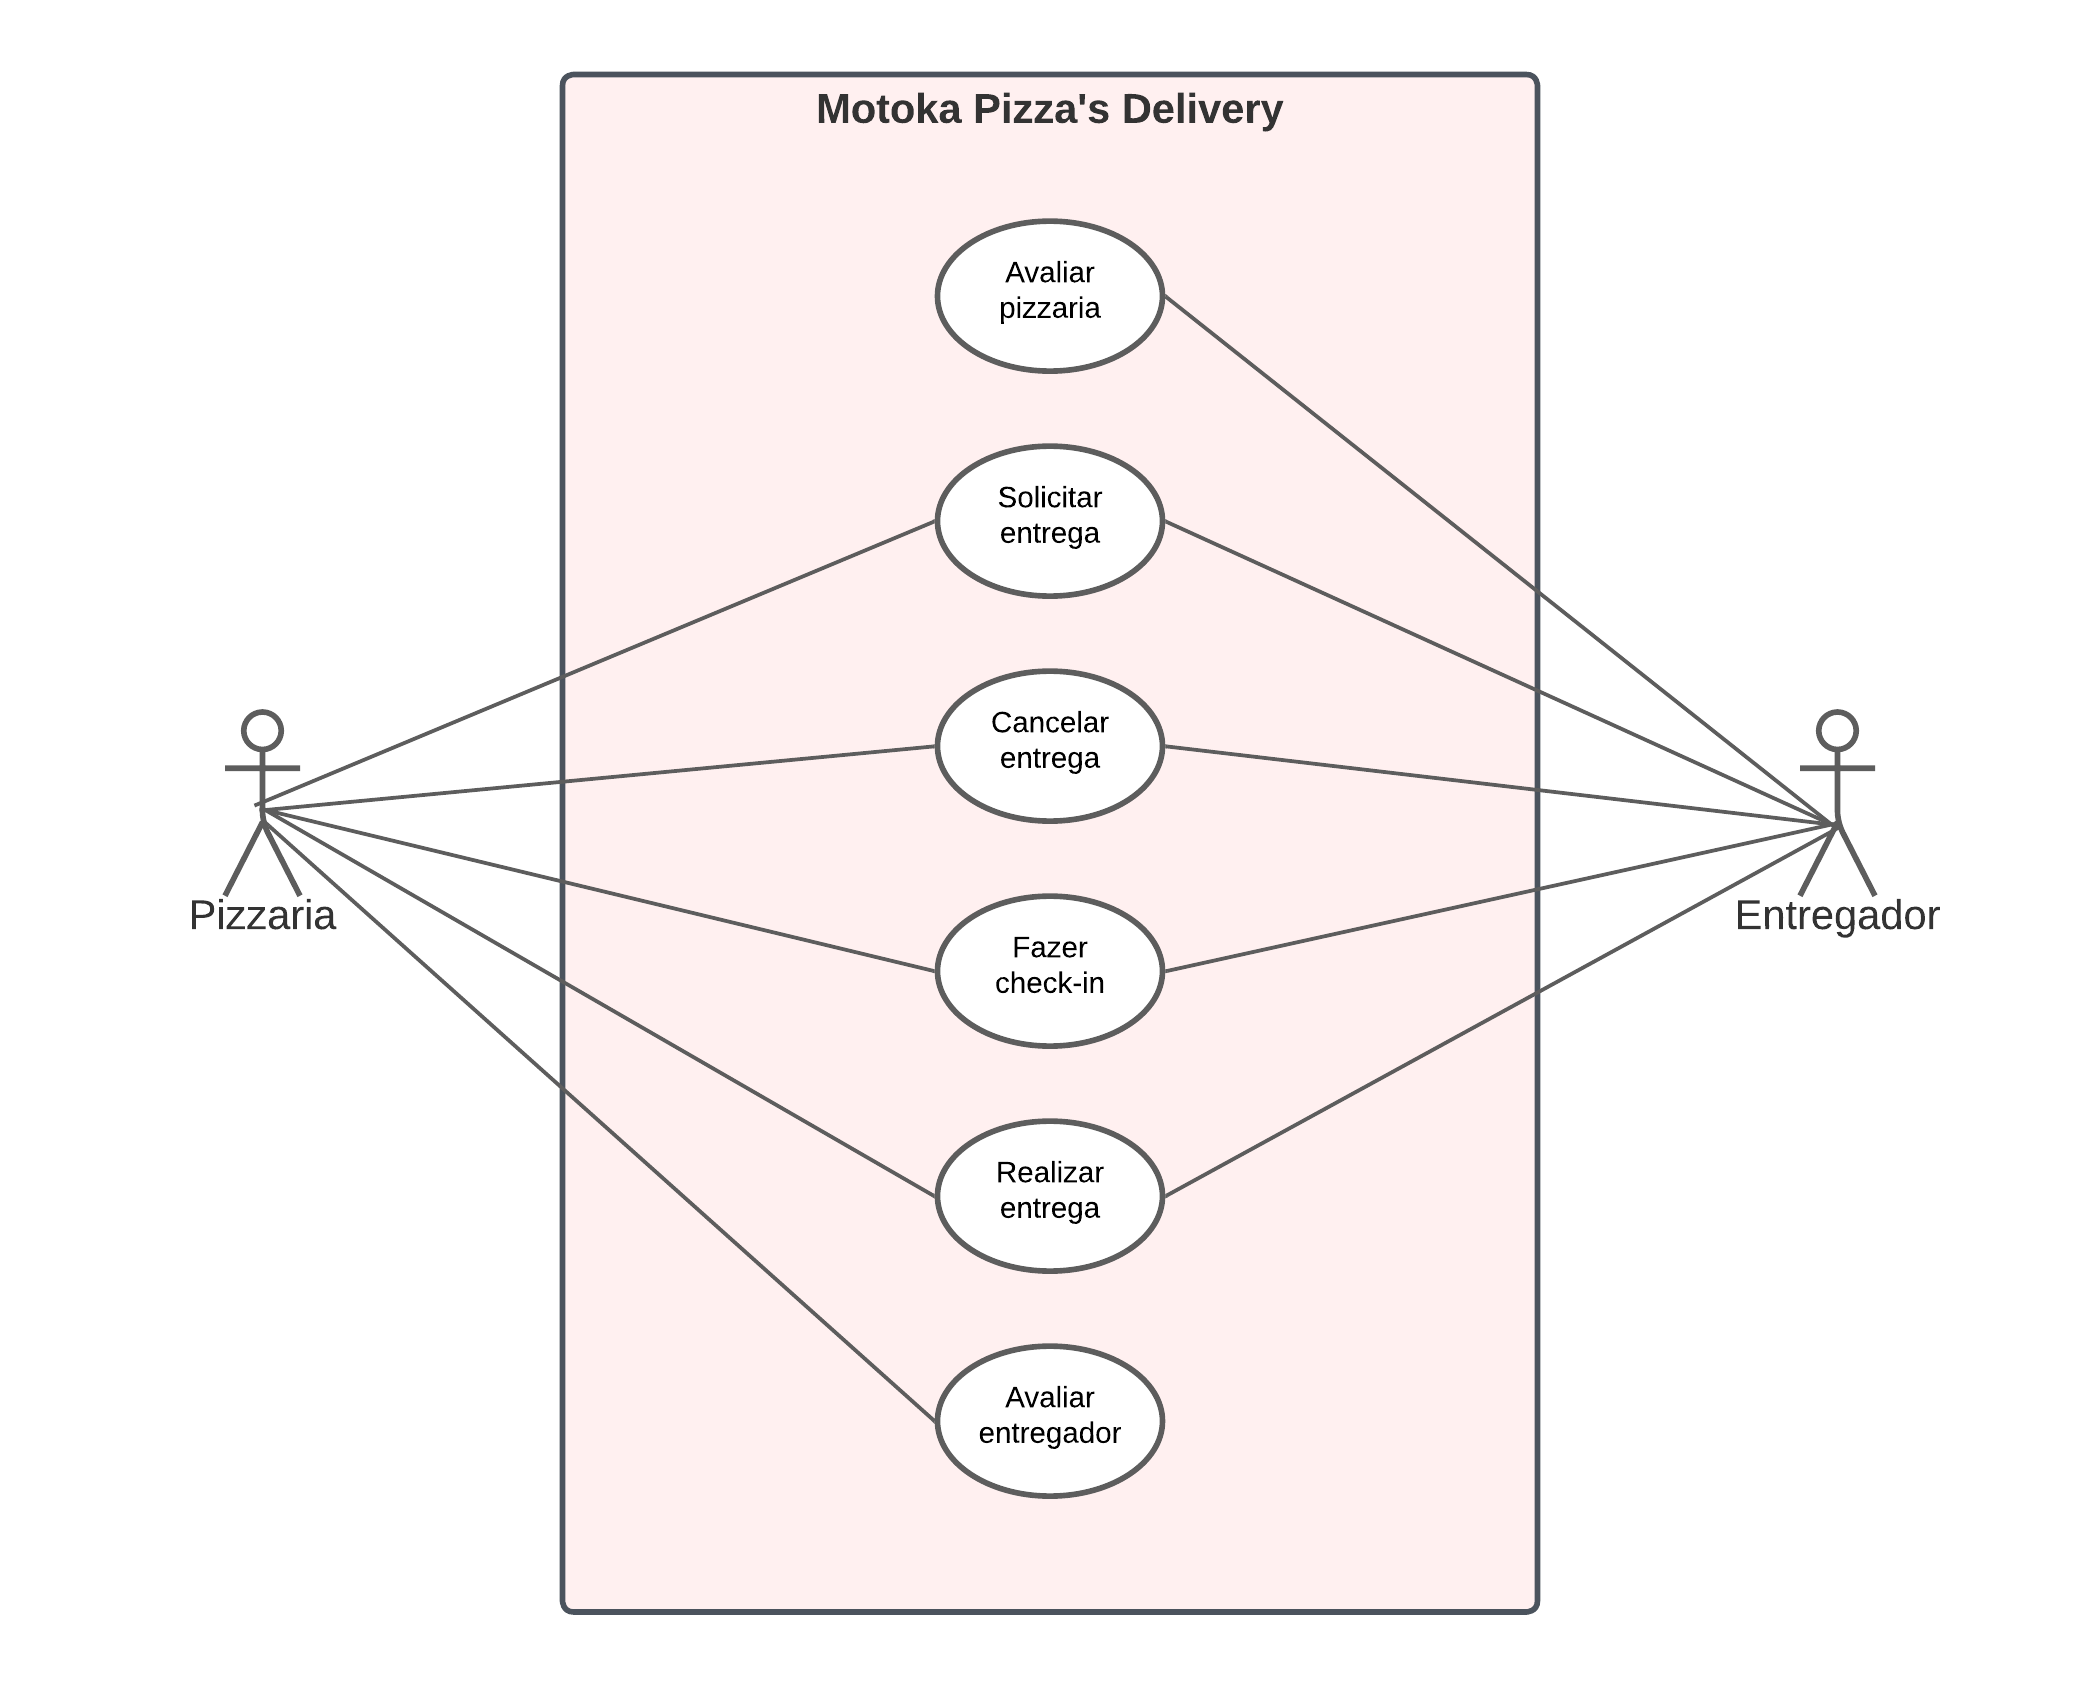 Motoka Pizza's Delivery
Avaliar
pizzaria
Solicitar
entrega
Cancelar
entrega
Pizzaria
Entregador
Fazer
check-in
Realizar
entrega
Avaliar
entregador